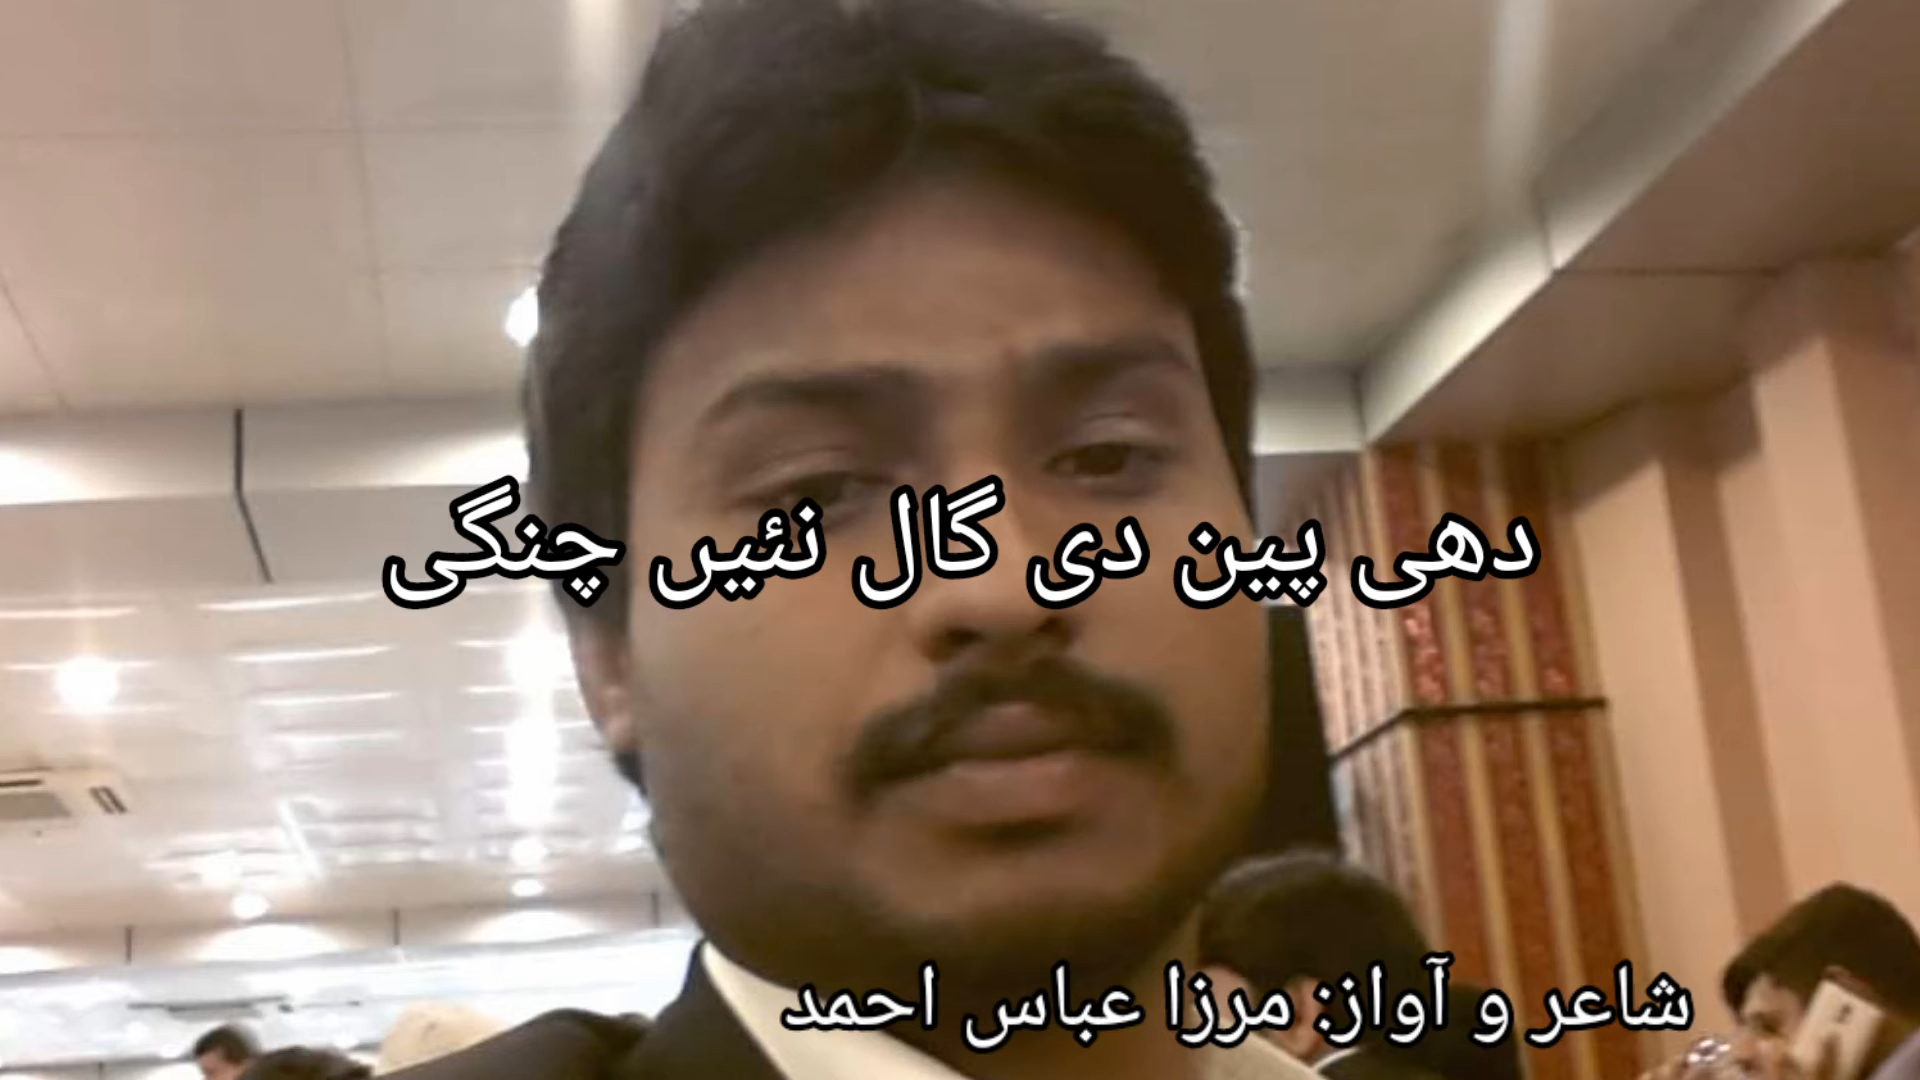 دھی پین دی گال نئیں چنگی
شاعر و آواز: مرزا عباس احمد